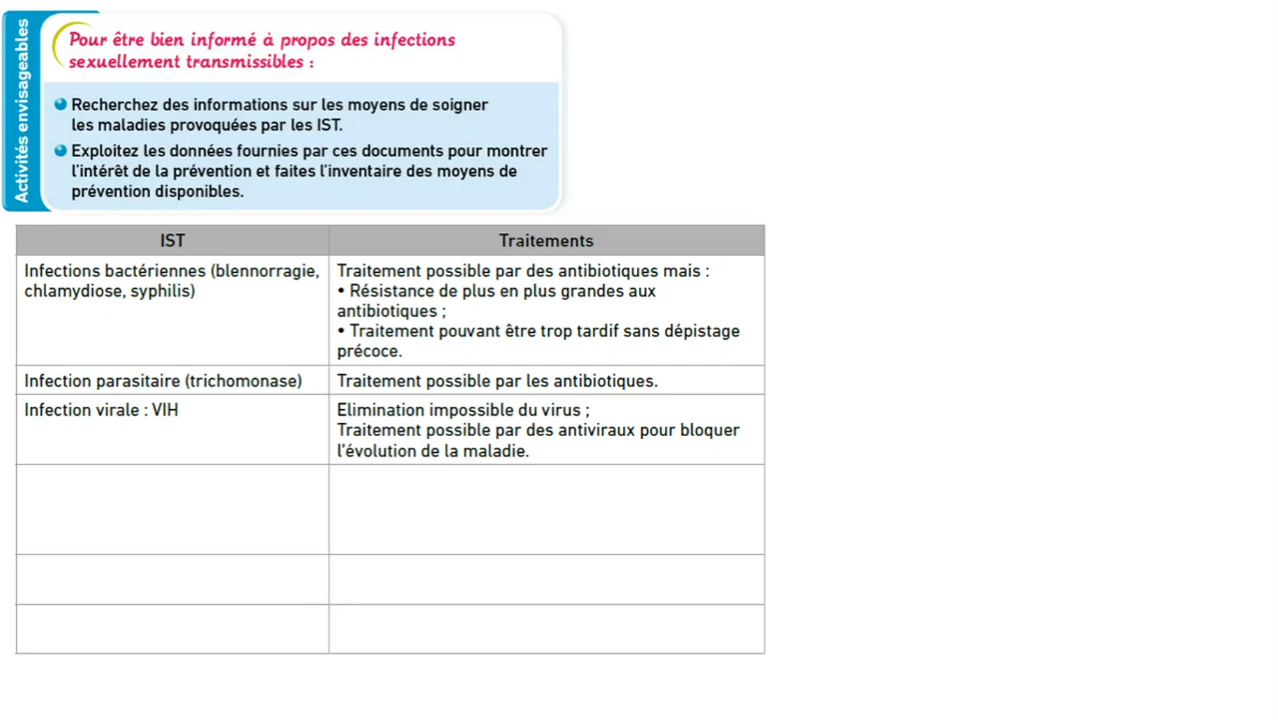 Activités envisageables
Pour être bien informé à propos des infections
sexuellement transmissibles :
Recherchez des informations sur les moyens de soigner
les maladies provoquées par les IST.
Exploitez les données fournies par ces documents pour montrer
l'intérêt de la prévention et faites l'inventaire des moyens de
prévention disponibles.
IST
Traitements
Infections bactériennes (blennorragie,
chlamydiose, syphilis)
Traitement possible par des antibiotiques mais :
• Résistance de plus en plus grandes aux
antibiotiques ;
• Traitement pouvant être trop tardif sans dépistage
précoce.
Infection parasitaire (trichomonase)
Traitement possible par les antibiotiques.
Infection virale : VIH
Elimination impossible du virus ;
Traitement possible par des antiviraux pour bloquer
l'évolution de la maladie.